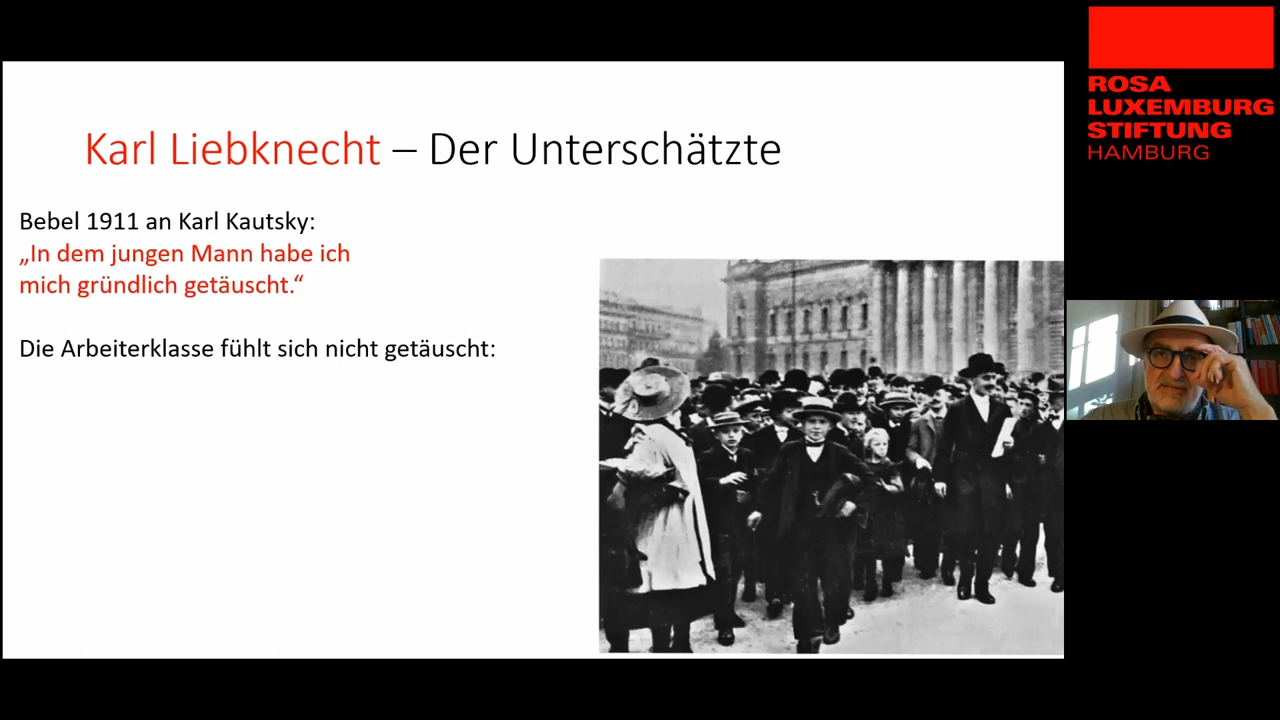 Karl Liebknecht – Der Unterschätzte
Bebel 1911 an Karl Kautsky:
„In dem jungen Mann habe ich
mich gründlich getäuscht.“
Die Arbeiterklasse fühlt sich nicht getäuscht:
ROSA
LUXEMBURG
STIFTUNG
HAMBURG